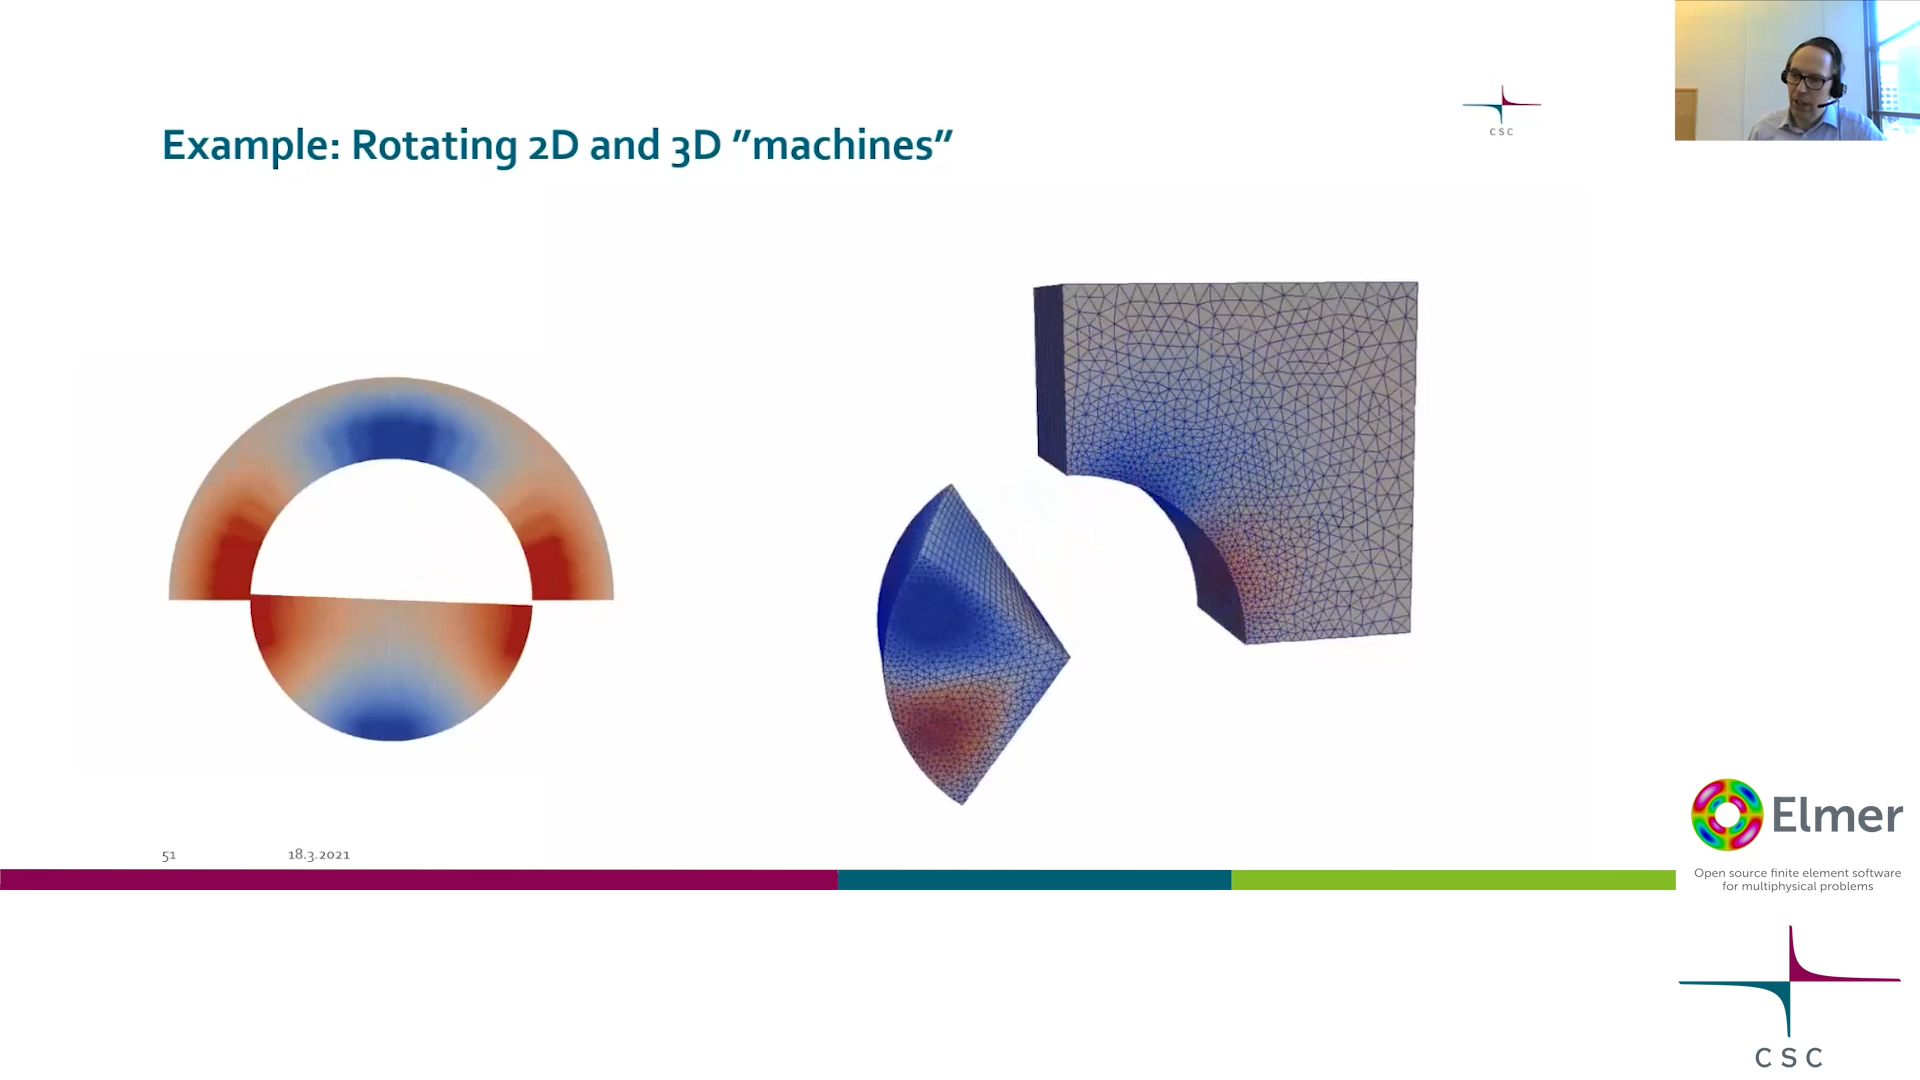 Example: Rotating 2D and 3D ”machines”
CSC
51
18.3.2021
Elmer
Open source finite element software
for multiphysical problems
CSC